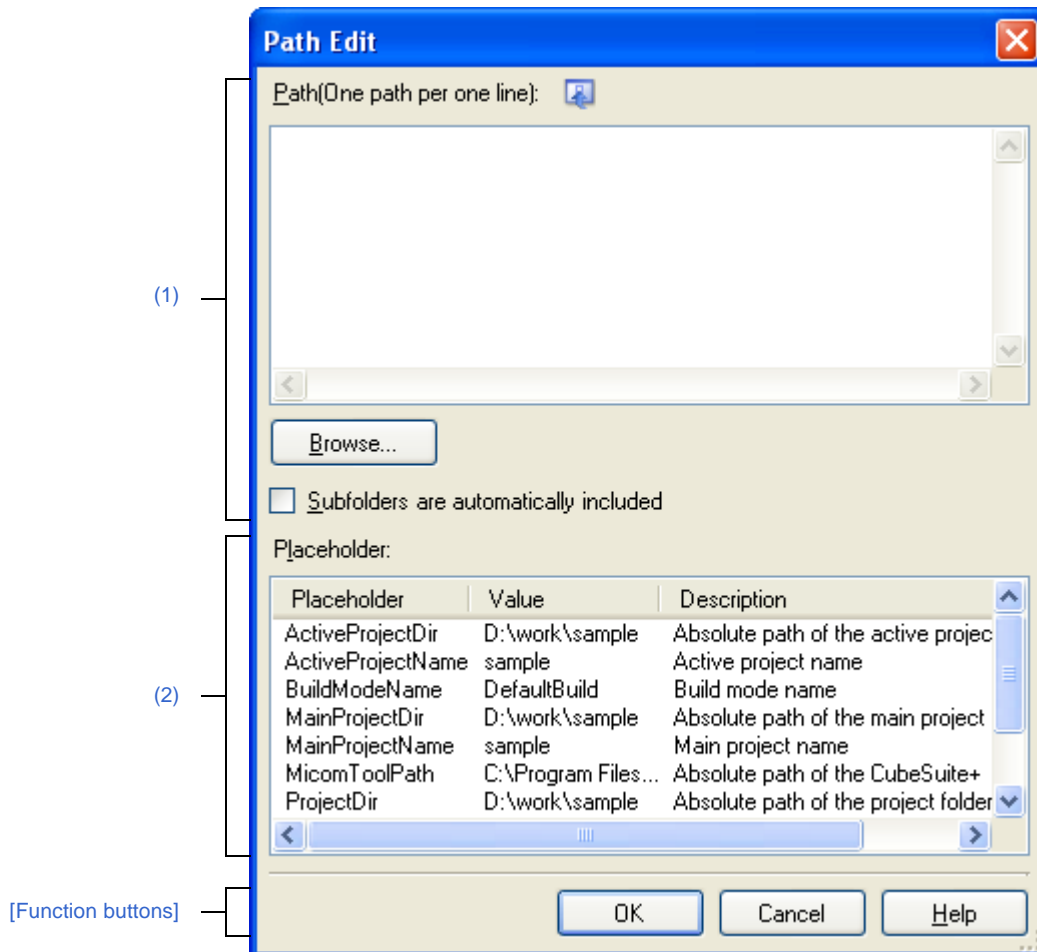 Path Edit
Path(One path per one line):
(1)
Browse...
Subfolders are automatically included
Placeholder:
Placeholder Value Description
ActiveProjectDir D:\work\sample Absolute path of the active projec
ActiveProjectName sample Active project name
BuildModeName DefaultBuild Build mode name
(2)
MainProjectDir D:\work\sample Absolute path of the main project
MainProjectName sample Main project name
MicomToolPath C:\Program Files... Absolute path of the CubeSuite+
ProjectDir D:\work\sample Absolute path of the project folder
[Function buttons]
OK Cancel Help